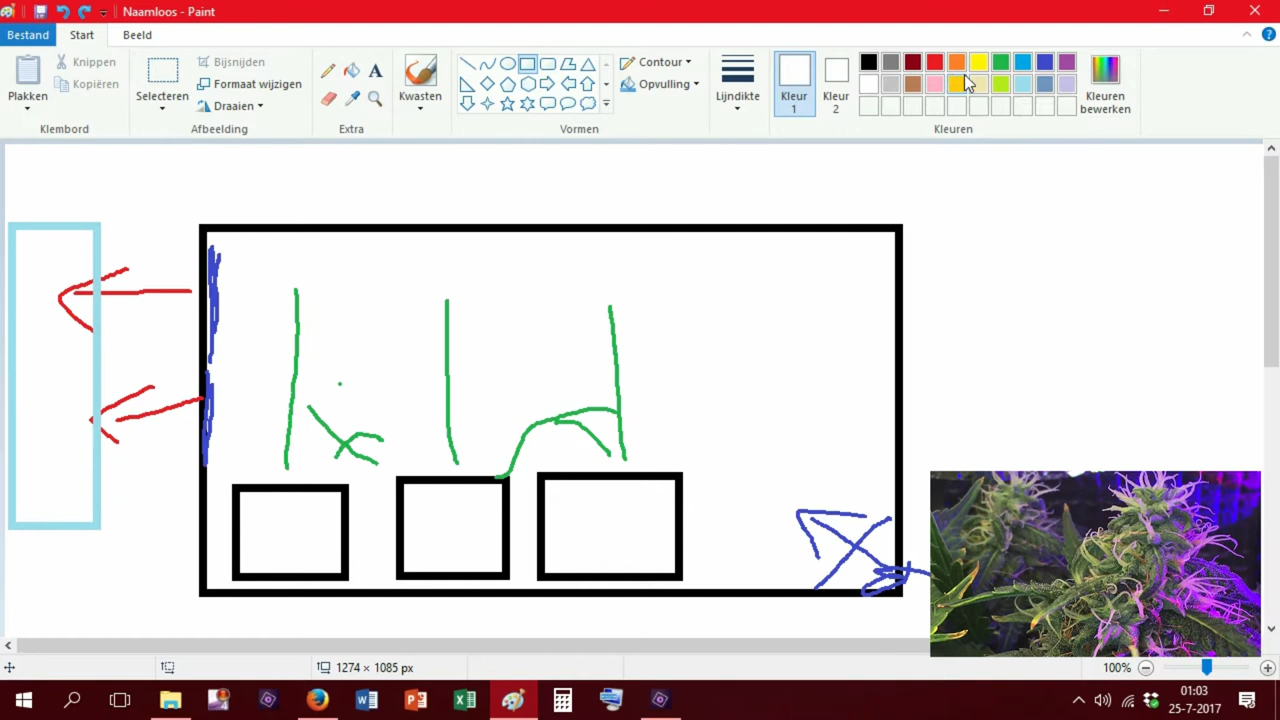 Naamloos - Paint
Bestand Start Beeld
Plakken
Knippen
Kopiëren
Klembord
Selecteren
Bijsnijden
Formaat wijzigen
Draaien
Afbeelding
A
Extra
Kwasten
Vormen
Contour
Opvulling
Lijndikte
Kleur 1
Kleur 2
Kleuren
Kleuren bewerken
1274 × 1085 px
100%
01:03
25-7-2017